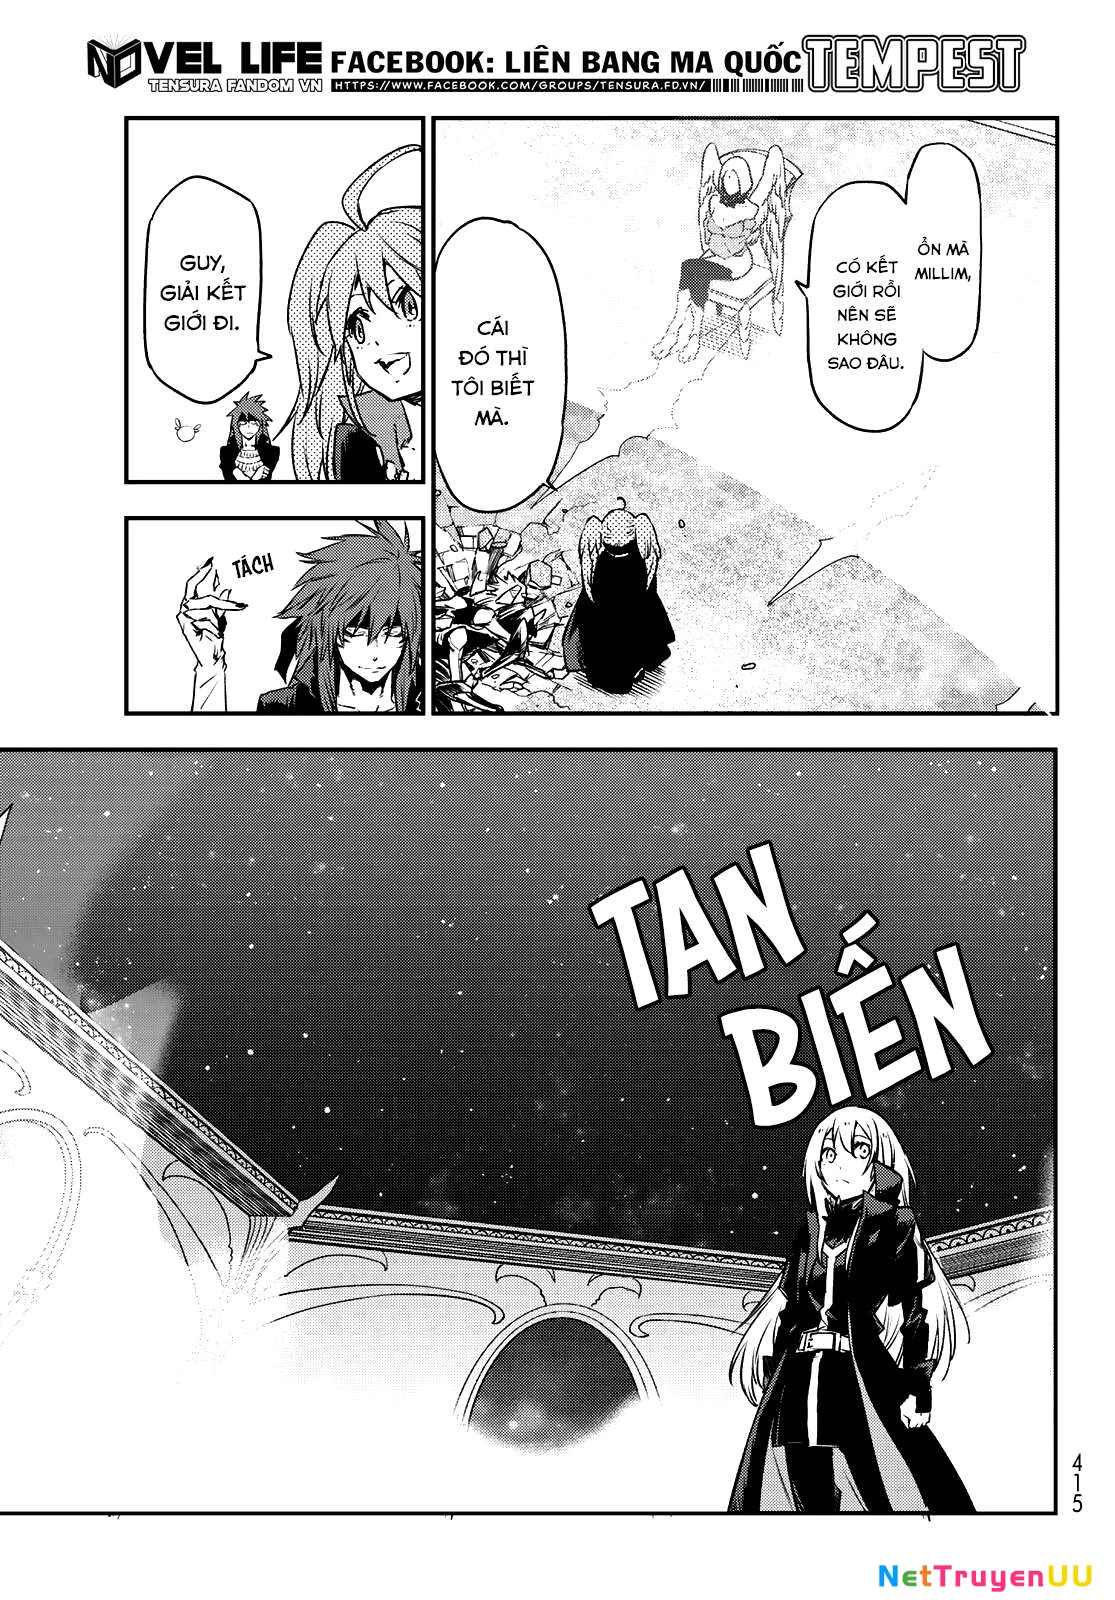 NOVEL LIFE
TENSURA FANDOM VN
FACEBOOK: LIÊN BANG MA QUỐC
HTTPS://WWW.FACEBOOK.COM/GROUPS/TENSURA.FD.VN/
TEMPEST
ỔN MÀ
MILLIM,
CÓ KẾT
GIỚI RỒI
NÊN SẼ
KHÔNG
SAO ĐÂU.
CÁI
ĐÓ THÌ
TÔI BIẾT
MÀ.
GUY,
GIẢI KẾT
GIỚI ĐI.
TÁCH
TAN
BIẾN
415
NetTruyenUU